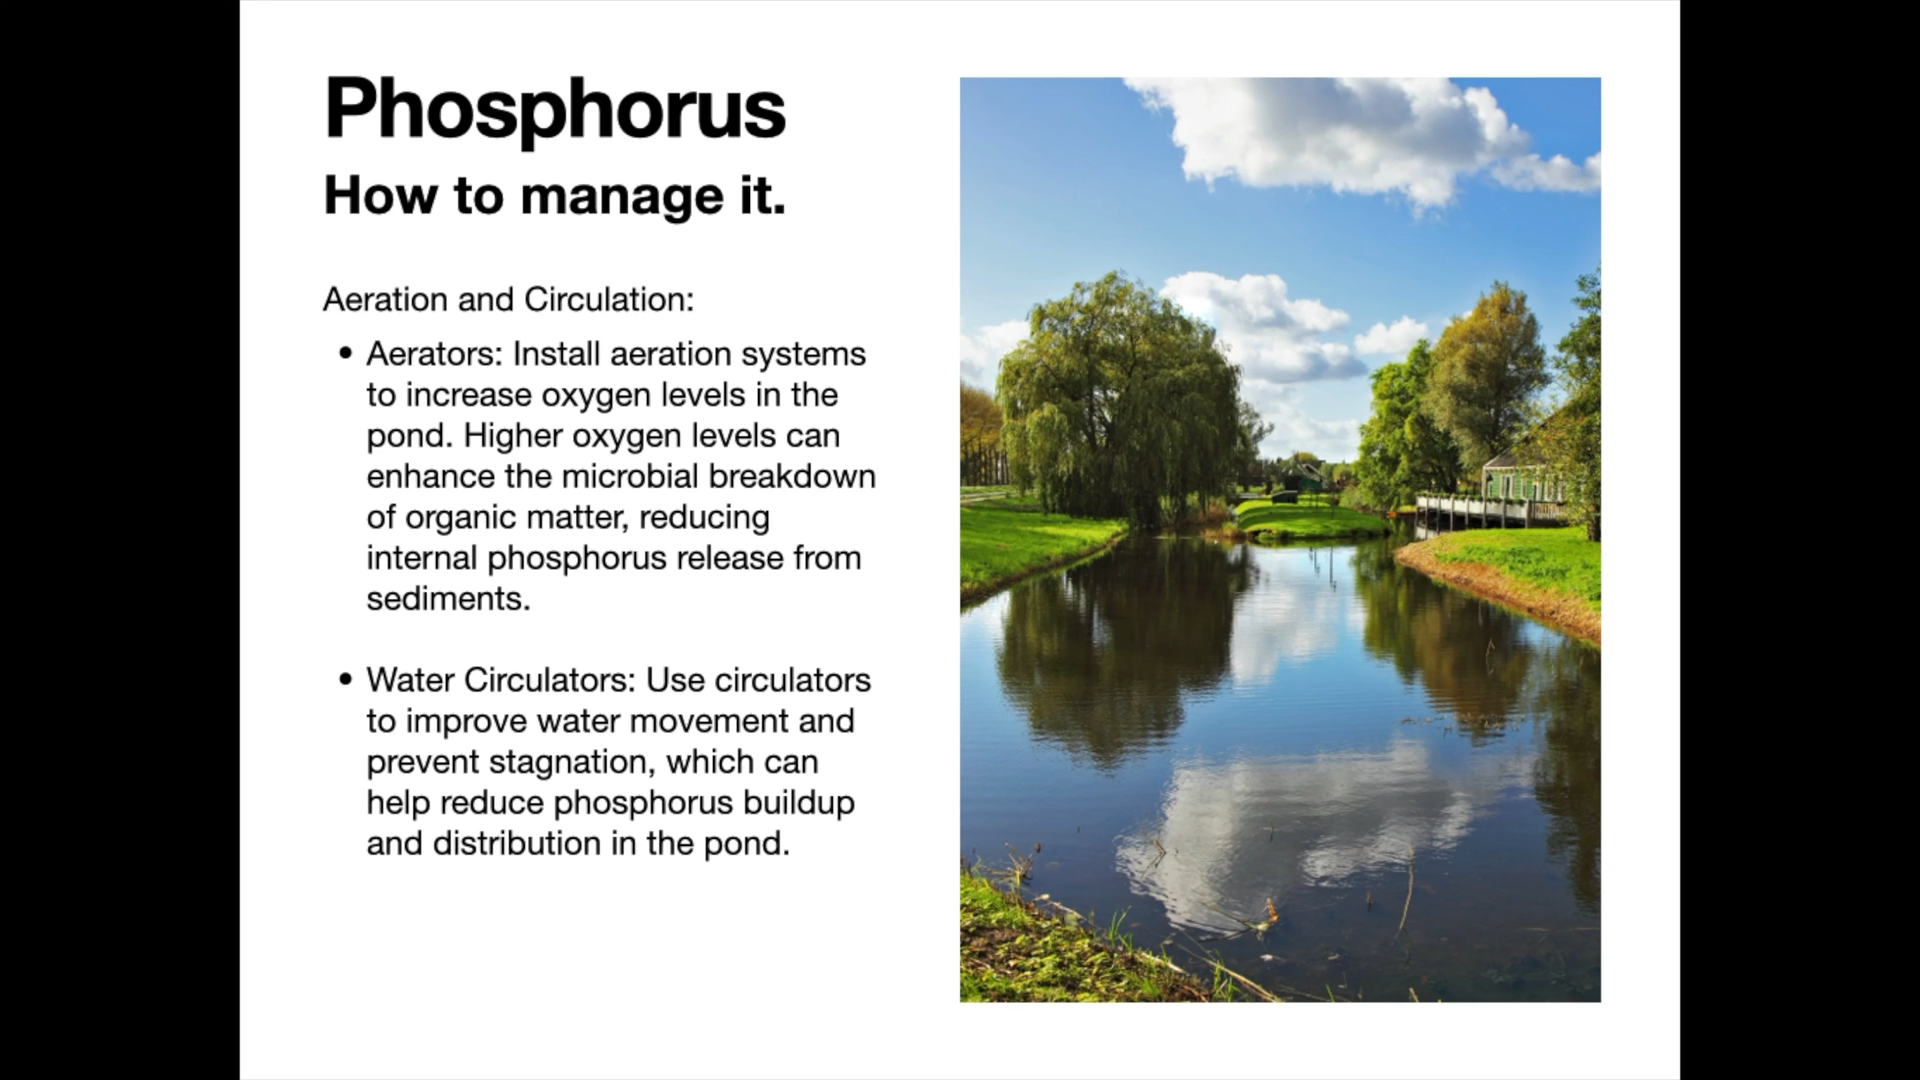 Phosphorus
How to manage it.
Aeration and Circulation:
• Aerators: Install aeration systems
to increase oxygen levels in the
pond. Higher oxygen levels can
enhance the microbial breakdown
of organic matter, reducing
internal phosphorus release from
sediments.
• Water Circulators: Use circulators
to improve water movement and
prevent stagnation, which can
help reduce phosphorus buildup
and distribution in the pond.